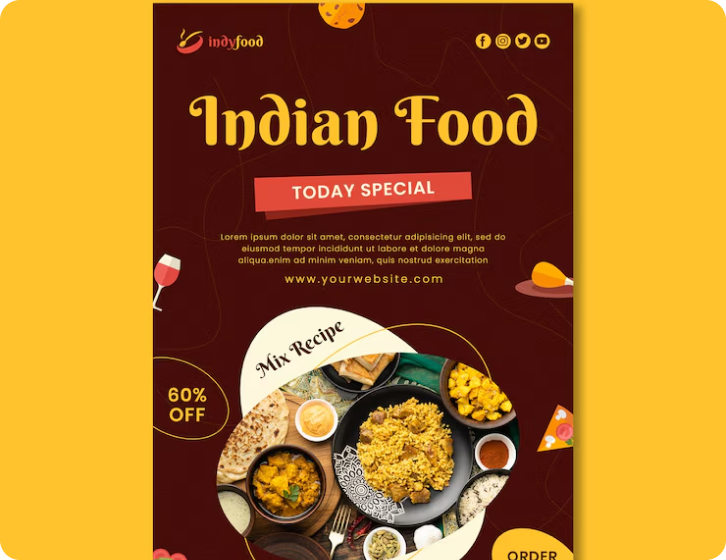 indyfood
Indian Food
TODAY SPECIAL
Lorem ipsum dolor sit amet, consectetur adipisicing elit, sed do
eiusmod tempor incididunt ut labore et dolore magna
aliqua.enim ad minim veniam, quis nostrud exercitation
www.yourwebsite.com
Mix Recipe
60%
OFF
ORDER